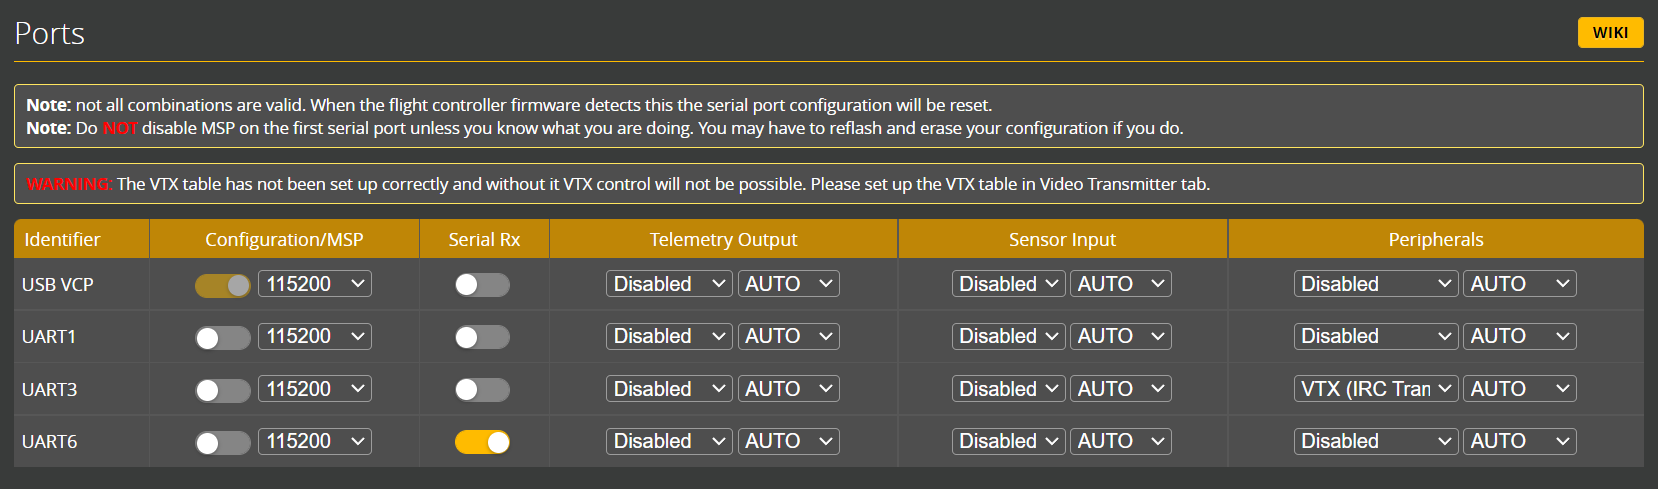 Ports
WIKI
Note: not all combinations are valid. When the flight controller firmware detects this the serial port configuration will be reset.
Note: Do NOT disable MSP on the first serial port unless you know what you are doing. You may have to reflash and erase your configuration if you do.
WARNING: The VTX table has not been set up correctly and without it VTX control will not be possible. Please set up the VTX table in Video Transmitter tab.
Identifier Configuration/MSP Serial Rx Telemetry Output Sensor Input Peripherals
USB VCP 115200 Disabled AUTO Disabled AUTO Disabled AUTO
UART1 115200 Disabled AUTO Disabled AUTO Disabled AUTO
UART3 115200 Disabled AUTO Disabled AUTO VTX (IRC Tran AUTO
UART6 115200 Disabled AUTO Disabled AUTO Disabled AUTO